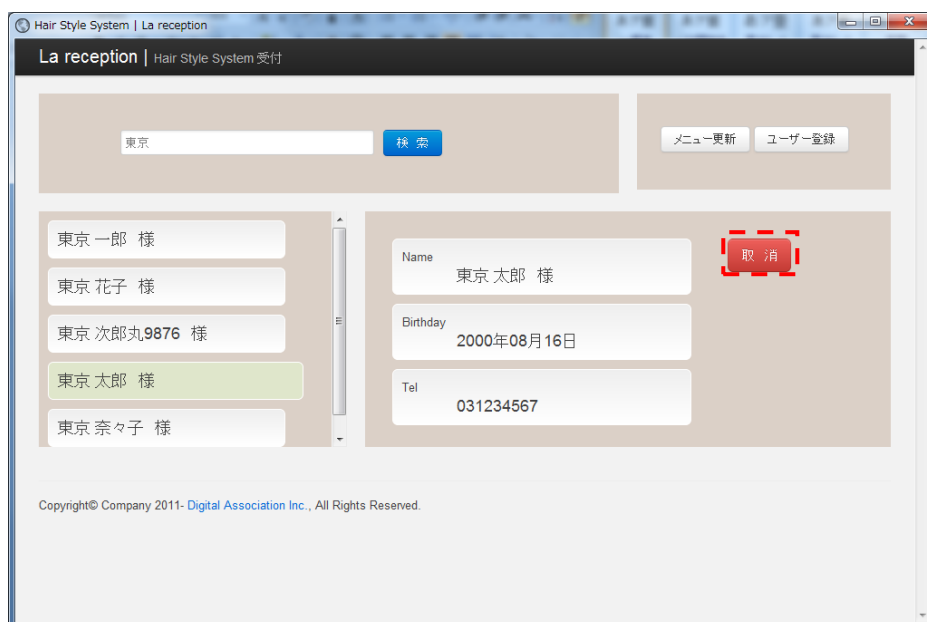 Hair Style System | La reception
La reception | Hair Style System 受付
東京
検 索
メニュー更新
ユーザー登録
東京 一郎 様
東京 花子 様
東京 次郎丸9876 様
東京 太郎 様
東京 奈々子 様
Name
東京 太郎 様
Birthday
2000年08月16日
Tel
031234567
取 消
Copyright© Company 2011- Digital Association Inc., All Rights Reserved.